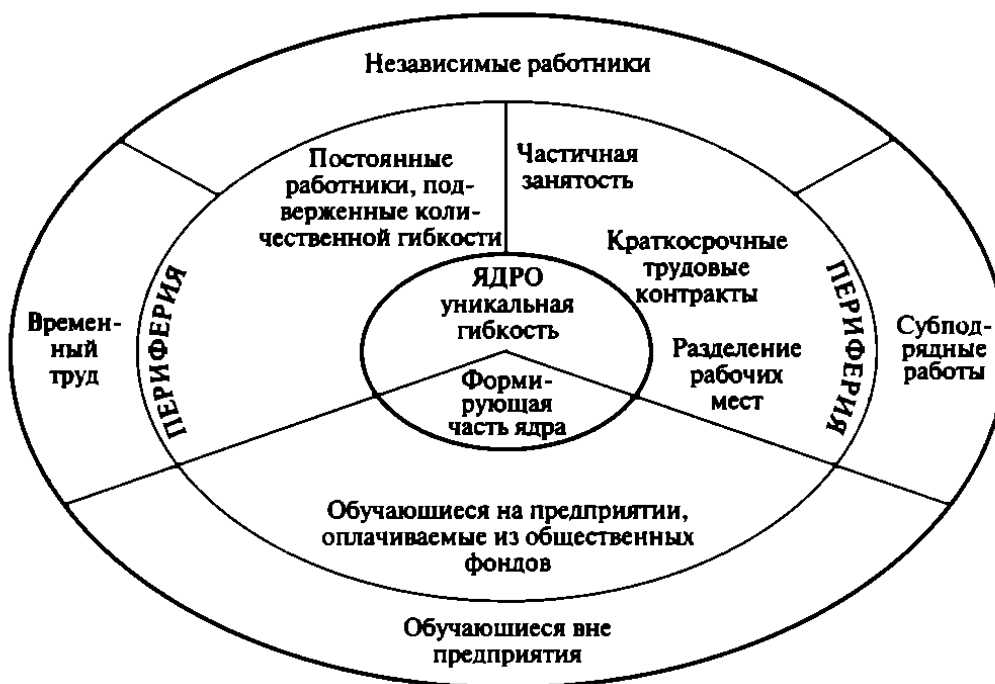 Независимые работники
Постоянные
работники, под-
верженные коли-
чественной гибкости
Частичная
занятость
Краткосрочные
трудовые
контракты
Разделение
рабочих
мест
ЯДРО
уникальная
гибкость
Форми-
рующая
часть ядра
ПЕРИФЕРИЯ
ПЕРИФЕРИЯ
Времен-
ный
труд
Субпод-
рядные
работы
Обучающиеся на предприятии,
оплачиваемые из общественных
фондов
Обучающиеся вне
предприятия